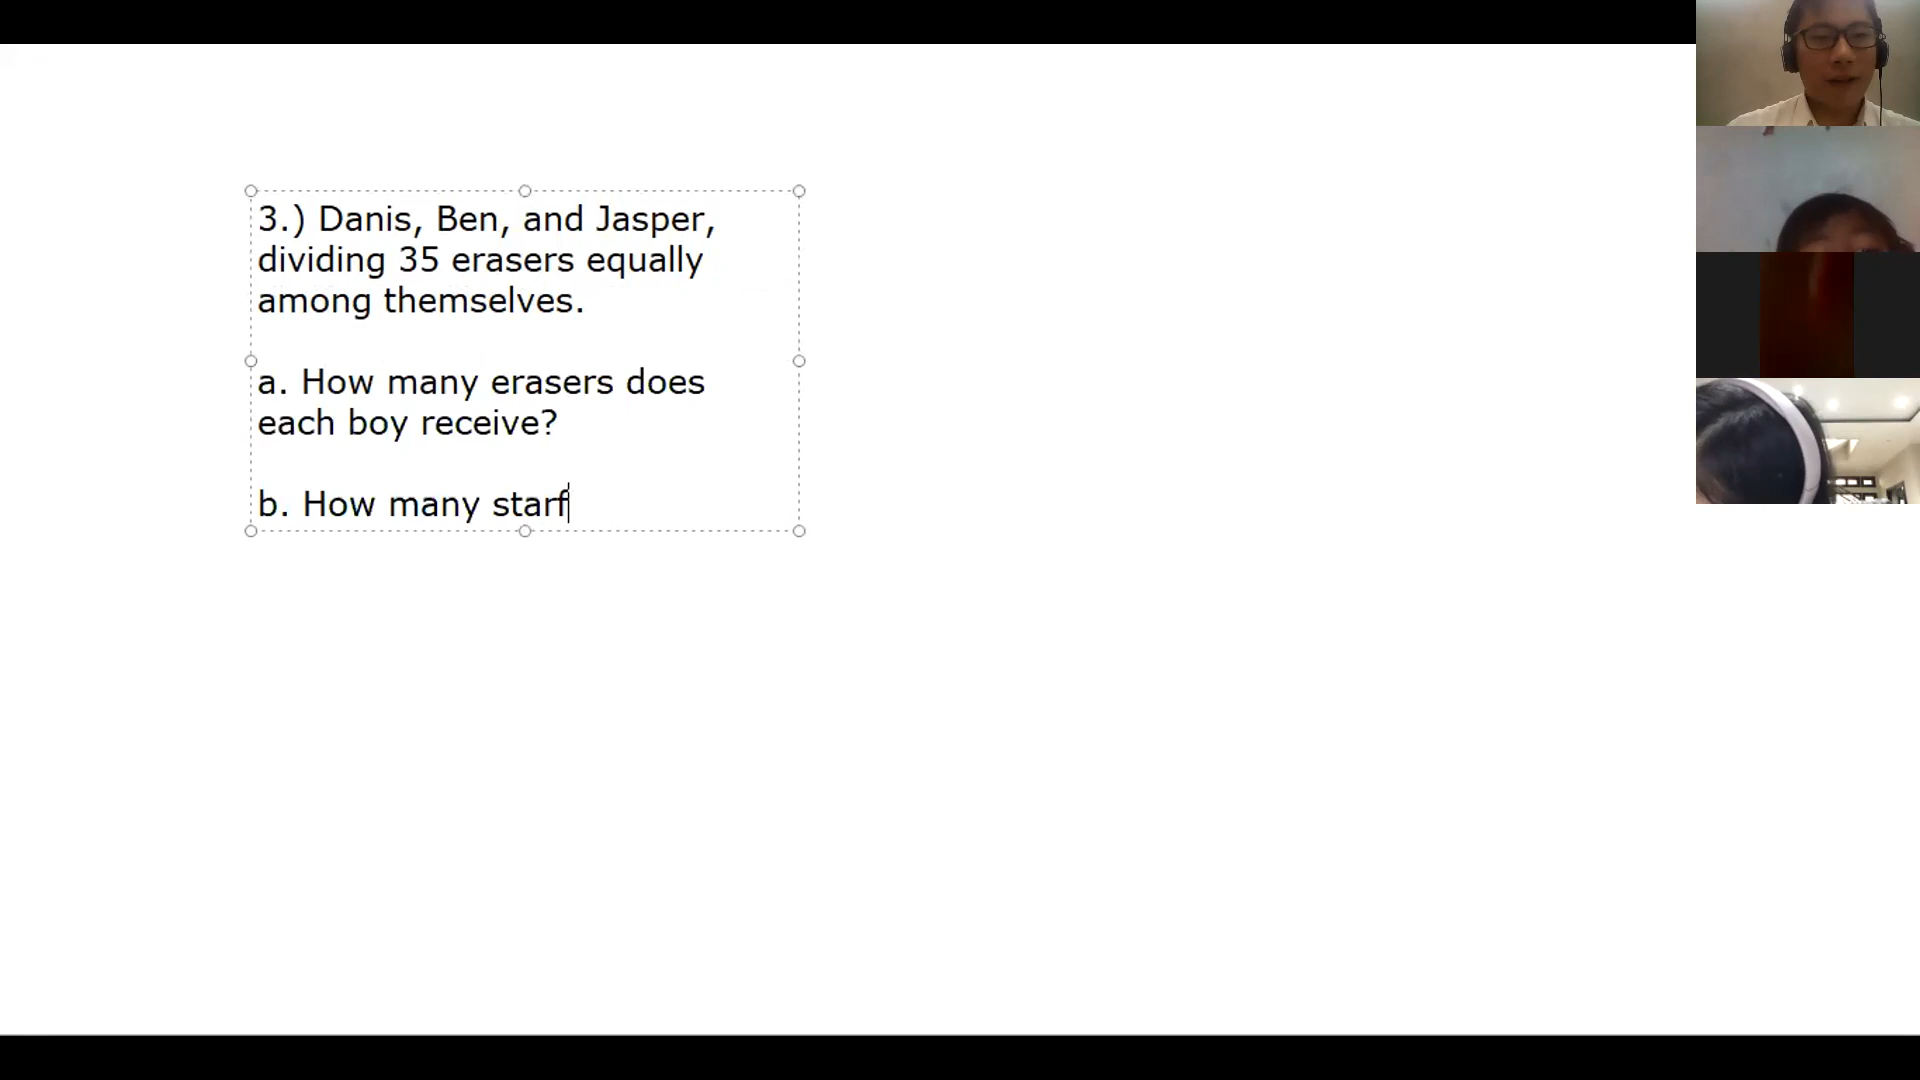 3.) Danis, Ben, and Jasper,
dividing 35 erasers equally
among themselves.
a. How many erasers does
each boy receive?
b. How many starf